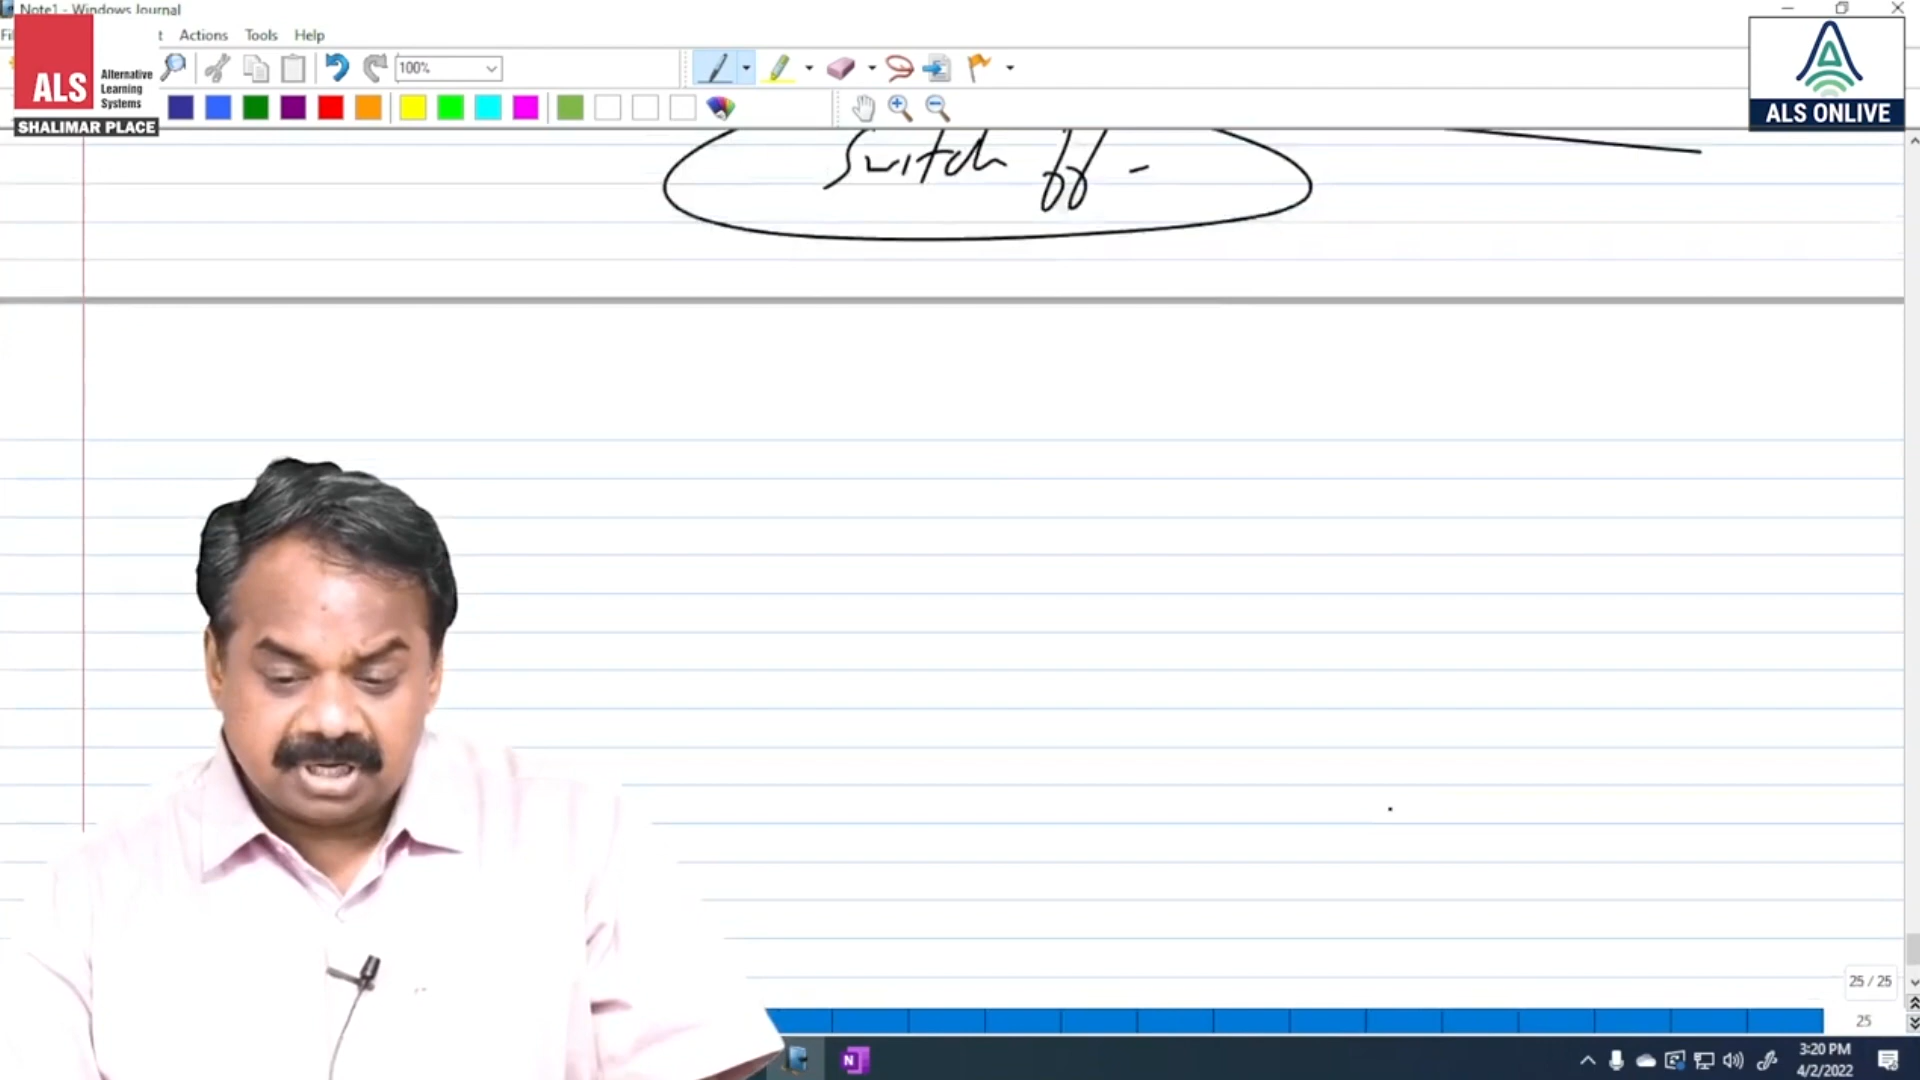 Note1 - Windows Journal
Actions Tools Help
ALS
Alternative
Learning
Systems
SHALIMAR PLACE
100%
ALS ONLIVE
Switch off -
25 / 25
25
N
3:20 PM
4/2/2022